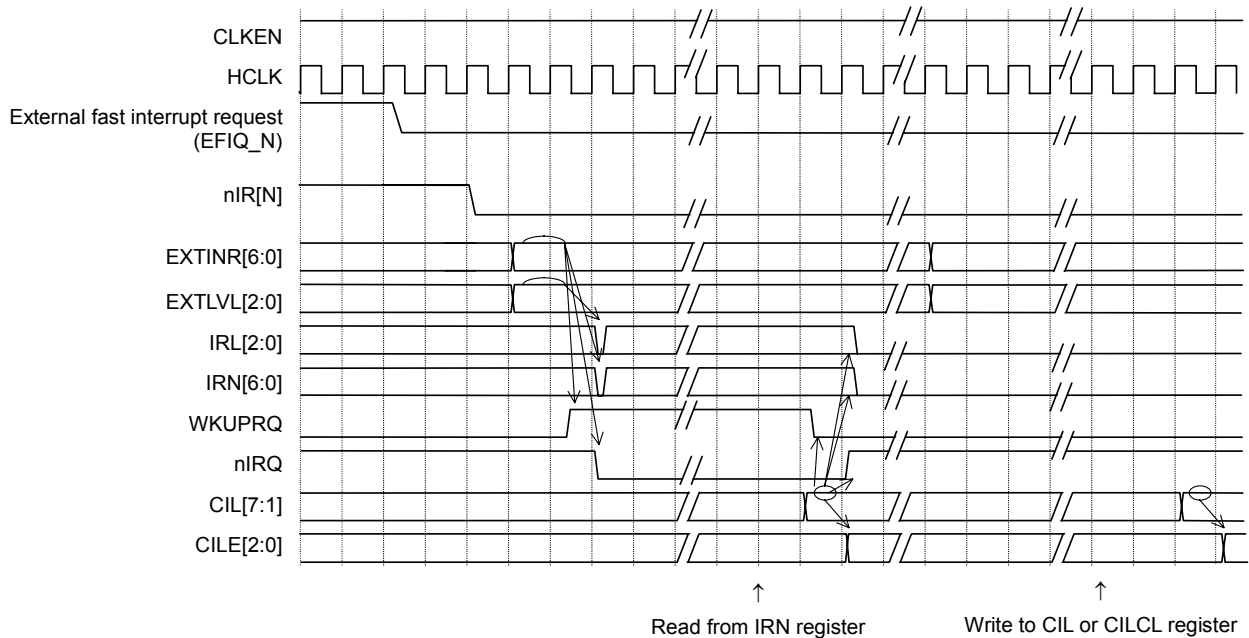 CLKEN
HCLK
External fast interrupt request
(EFIQ_N)
nIR[N]
EXTINR[6:0]
EXTLVL[2:0]
IRL[2:0]
IRN[6:0]
WKUPRQ
nIRQ
CIL[7:1]
CILE[2:0]
↑ ↑
Read from IRN register Write to CIL or CILCL register